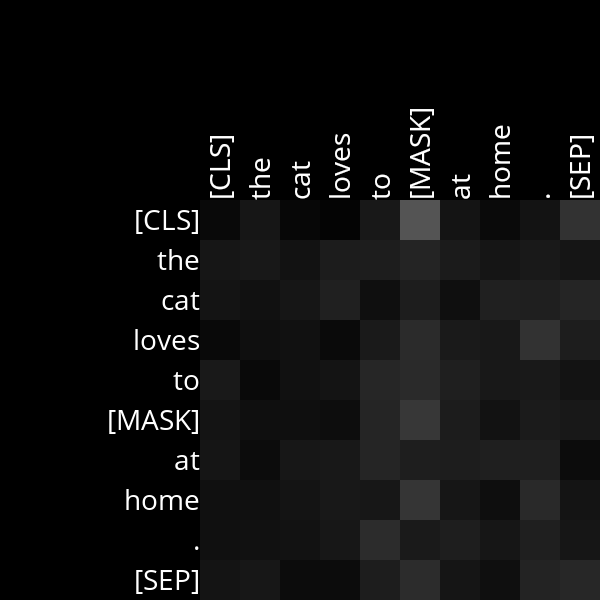 [CLS] the cat loves to [MASK] at home . [SEP]
[CLS]
the
cat
loves
to
[MASK]
at
home
.
[SEP]